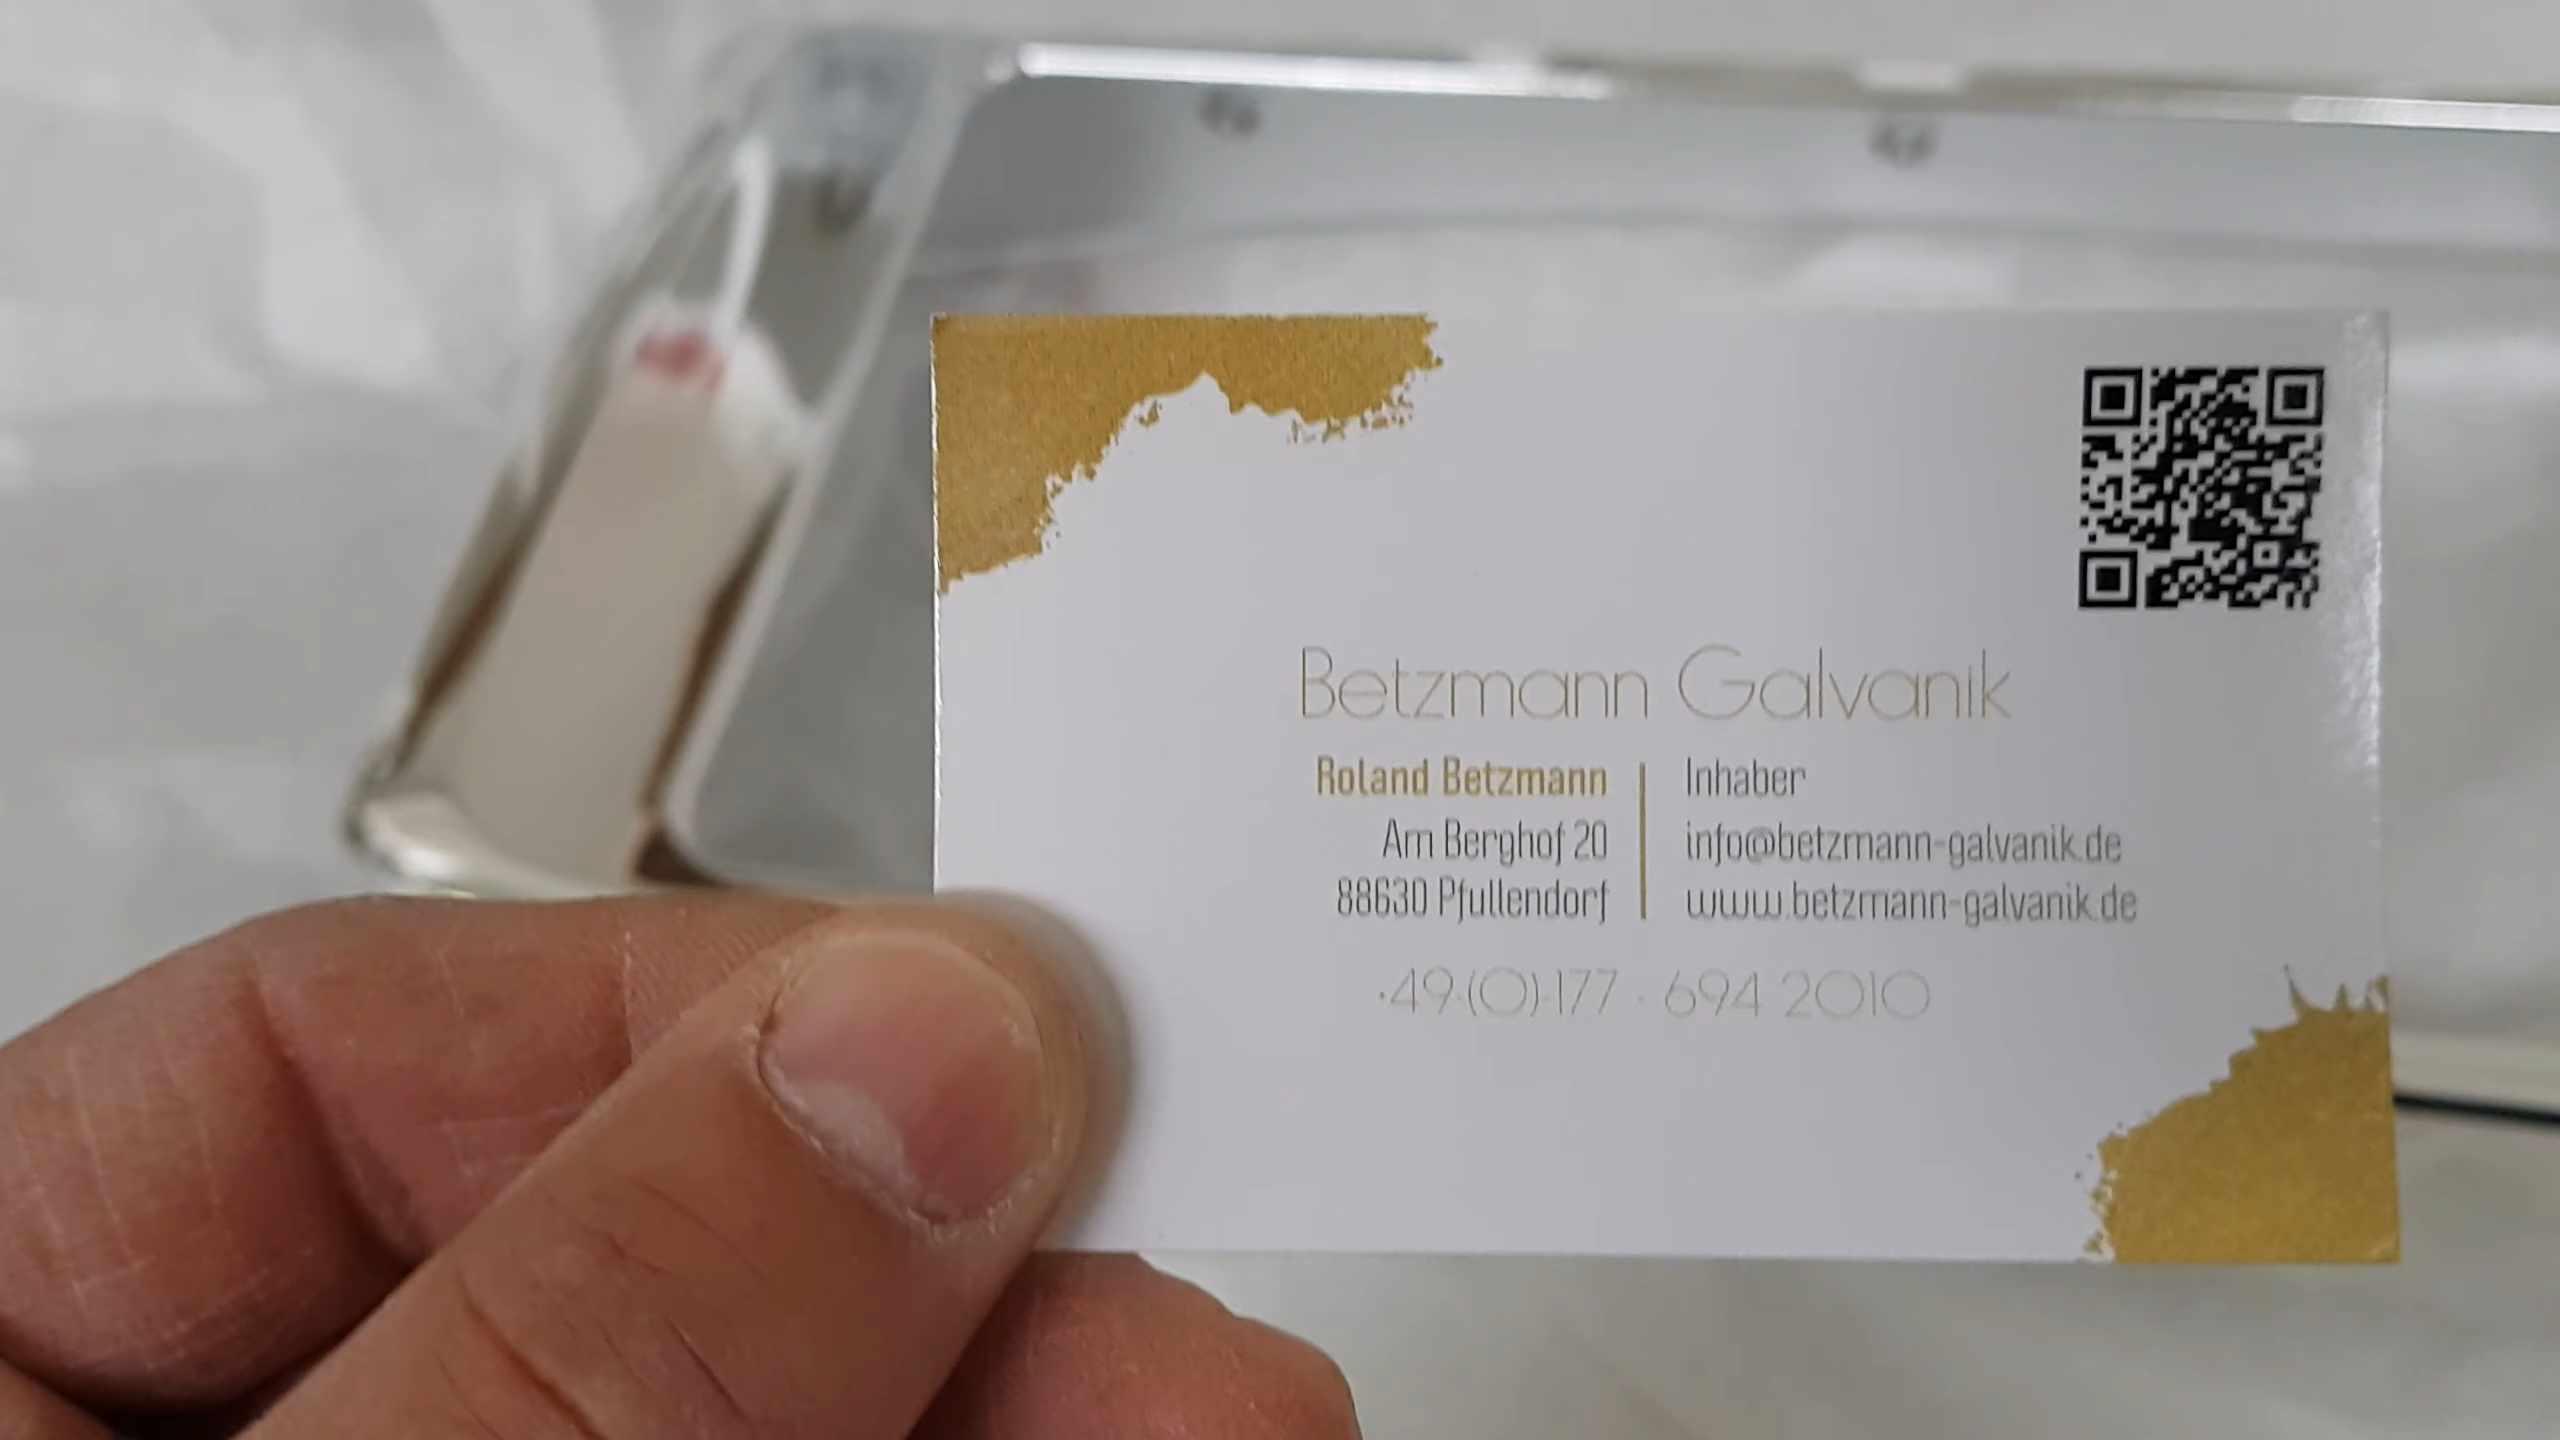 Betzmann Galvanik
Roland Betzmann
Am Berghof 20
88630 Pfullendorf
Inhaber
info@betzmann-galvanik.de
www.betzmann-galvanik.de
+49-(0)-177 - 694 2010